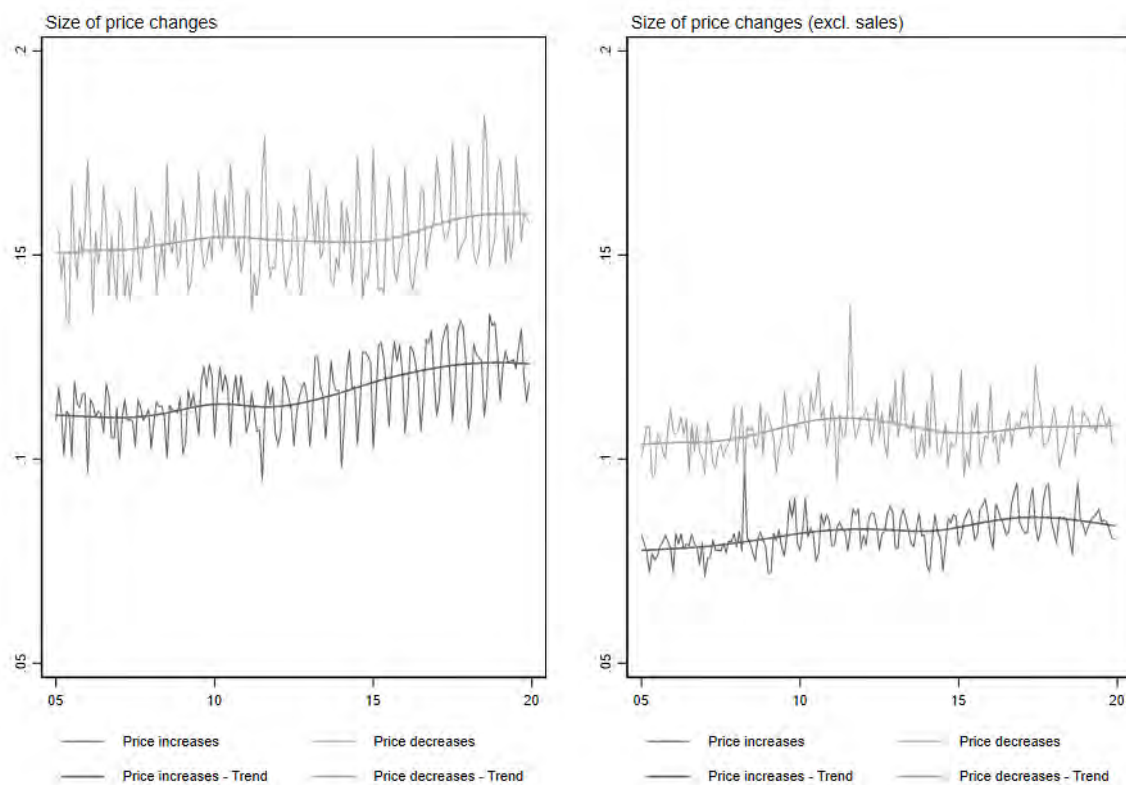 Size of price changes
.2
.15
.1
.05
05 10 15 20
Price increases Price decreases
Price increases - Trend Price decreases - Trend
Size of price changes (excl. sales)
.2
.15
.1
.05
05 10 15 20
Price increases Price decreases
Price increases - Trend Price decreases - Trend